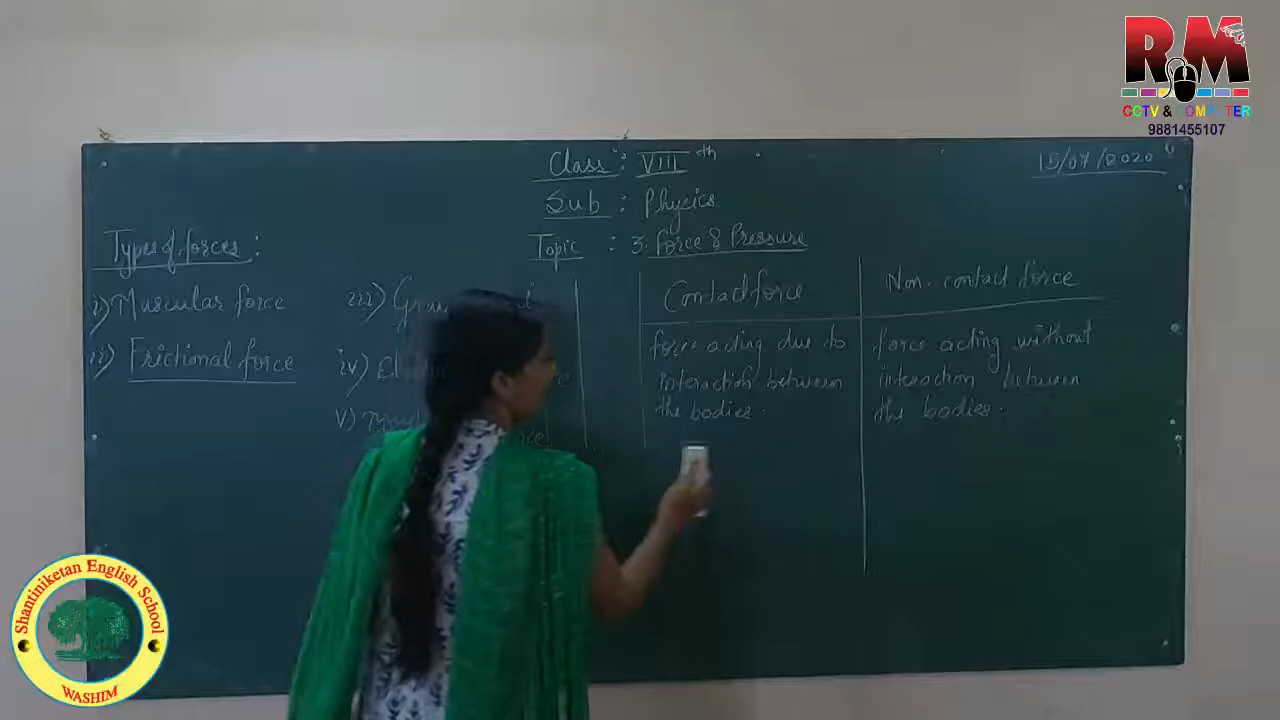 RM
CCTV & COMPUTER
9881455107
Class : VIII th
15/07/2020
Sub : Physics
Topic : 3. Force & Pressure
Types of forces :
i) Muscular force
ii) Frictional force
iii)
iv)
v)
Contact force
force acting due to
interaction between
the bodies.
Non-contact force
force acting without
interaction between
the bodies.
Shantiniketan English School
WASHIM